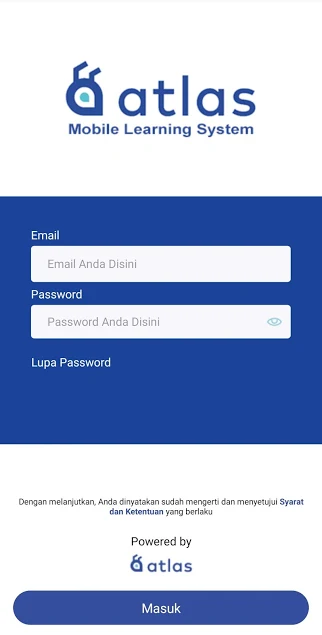 atlas
Mobile Learning System
Email
Email Anda Disini
Password
Password Anda Disini
Lupa Password
Dengan melanjutkan, Anda dinyatakan sudah mengerti dan menyetujui Syarat
dan Ketentuan yang berlaku
Powered by
atlas
Masuk